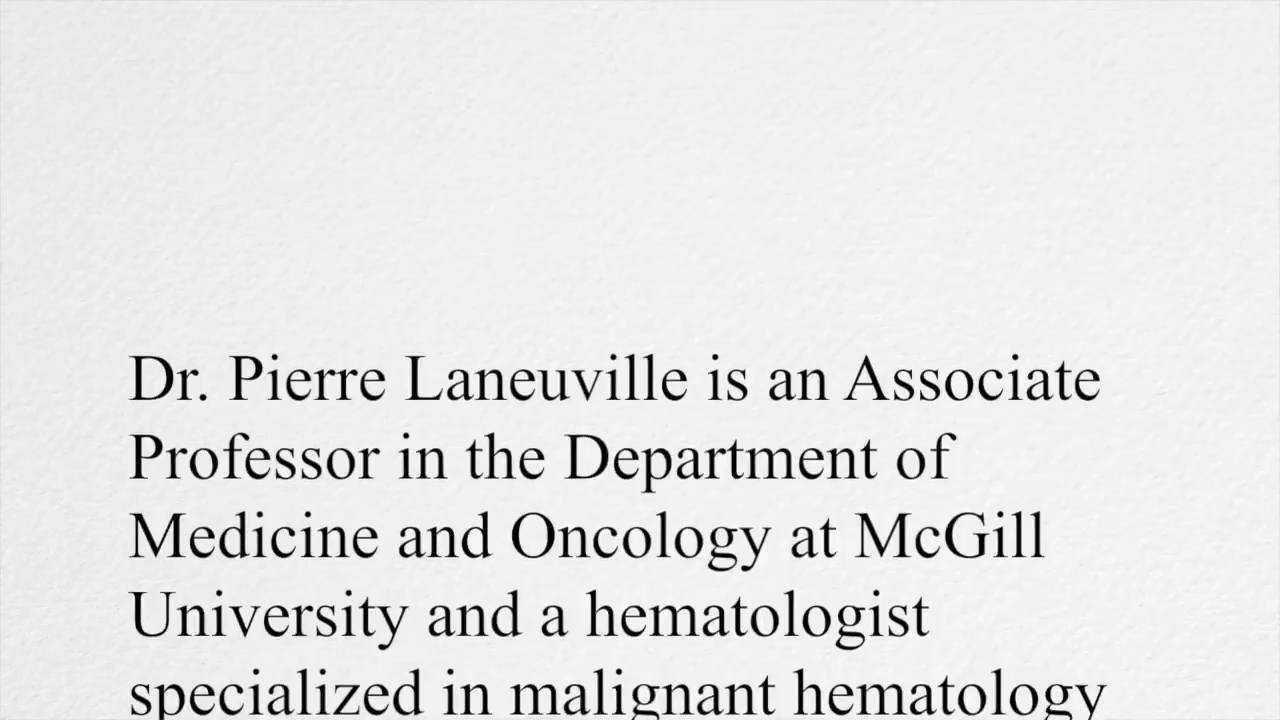 Dr. Pierre Laneuville is an Associate
Professor in the Department of
Medicine and Oncology at McGill
University and a hematologist
specialized in malignant hematology